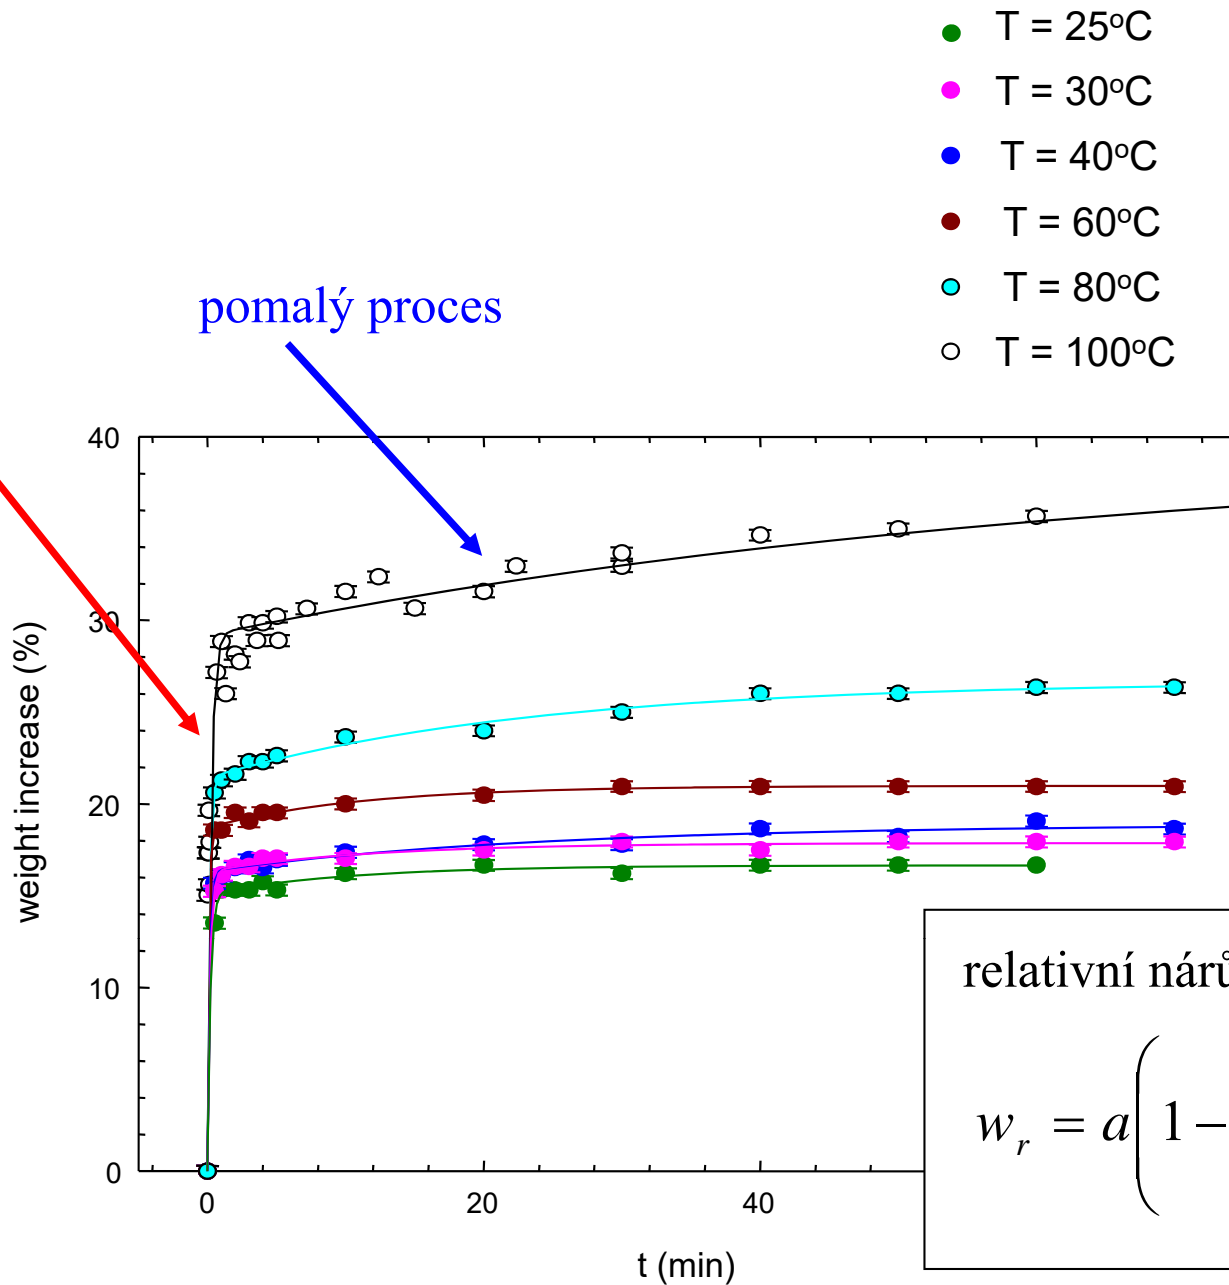 T = 25°C
T = 30°C
T = 40°C
T = 60°C
T = 80°C
T = 100°C
pomalý proces
40
30
20
10
0
weight increase (%)
0
20
40
t (min)
relativní
w_r = a( 1 −